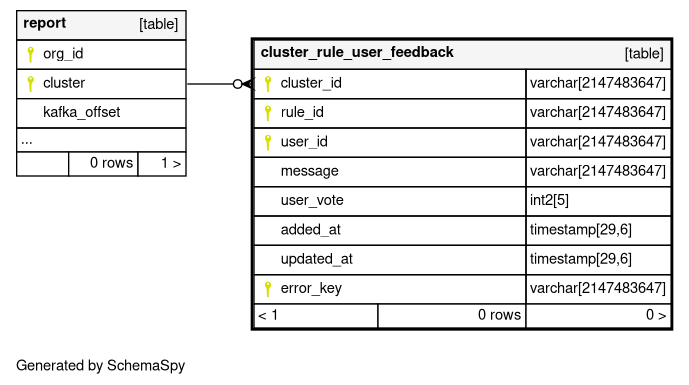 report [table]
org_id
cluster
kafka_offset
...
0 rows 1 >
cluster_rule_user_feedback [table]
cluster_id varchar[2147483647]
rule_id varchar[2147483647]
user_id varchar[2147483647]
message varchar[2147483647]
user_vote int2[5]
added_at timestamp[29,6]
updated_at timestamp[29,6]
error_key varchar[2147483647]
< 1 0 rows 0 >
Generated by SchemaSpy